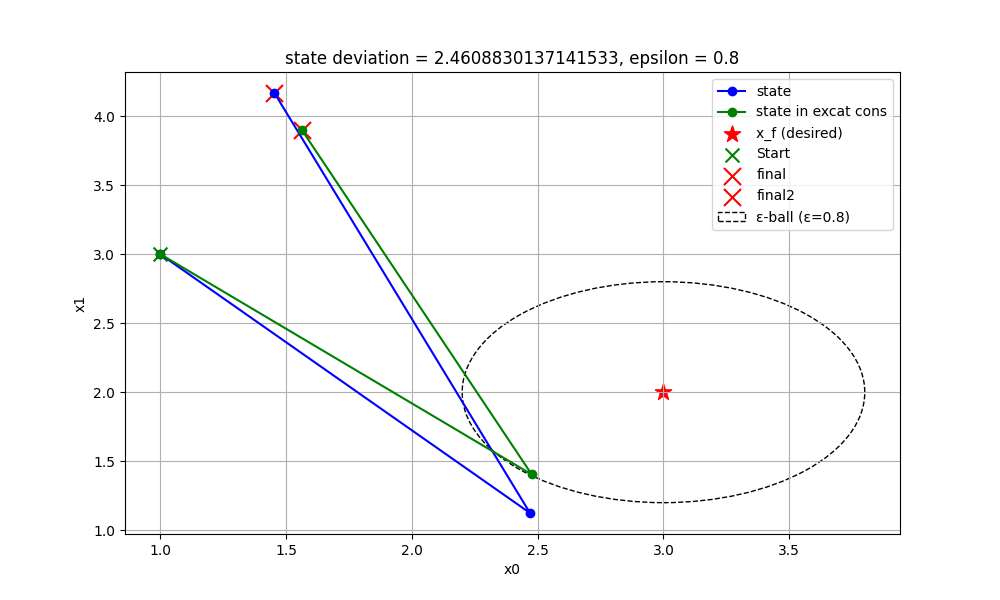 state deviation = 2.4608830137141533, epsilon = 0.8
state
state in excat cons
x_f (desired)
Start
final
final2
ε-ball (ε=0.8)
x1
4.0
3.5
3.0
2.5
2.0
1.5
1.0
1.0
1.5
2.0
2.5
3.0
3.5
x0